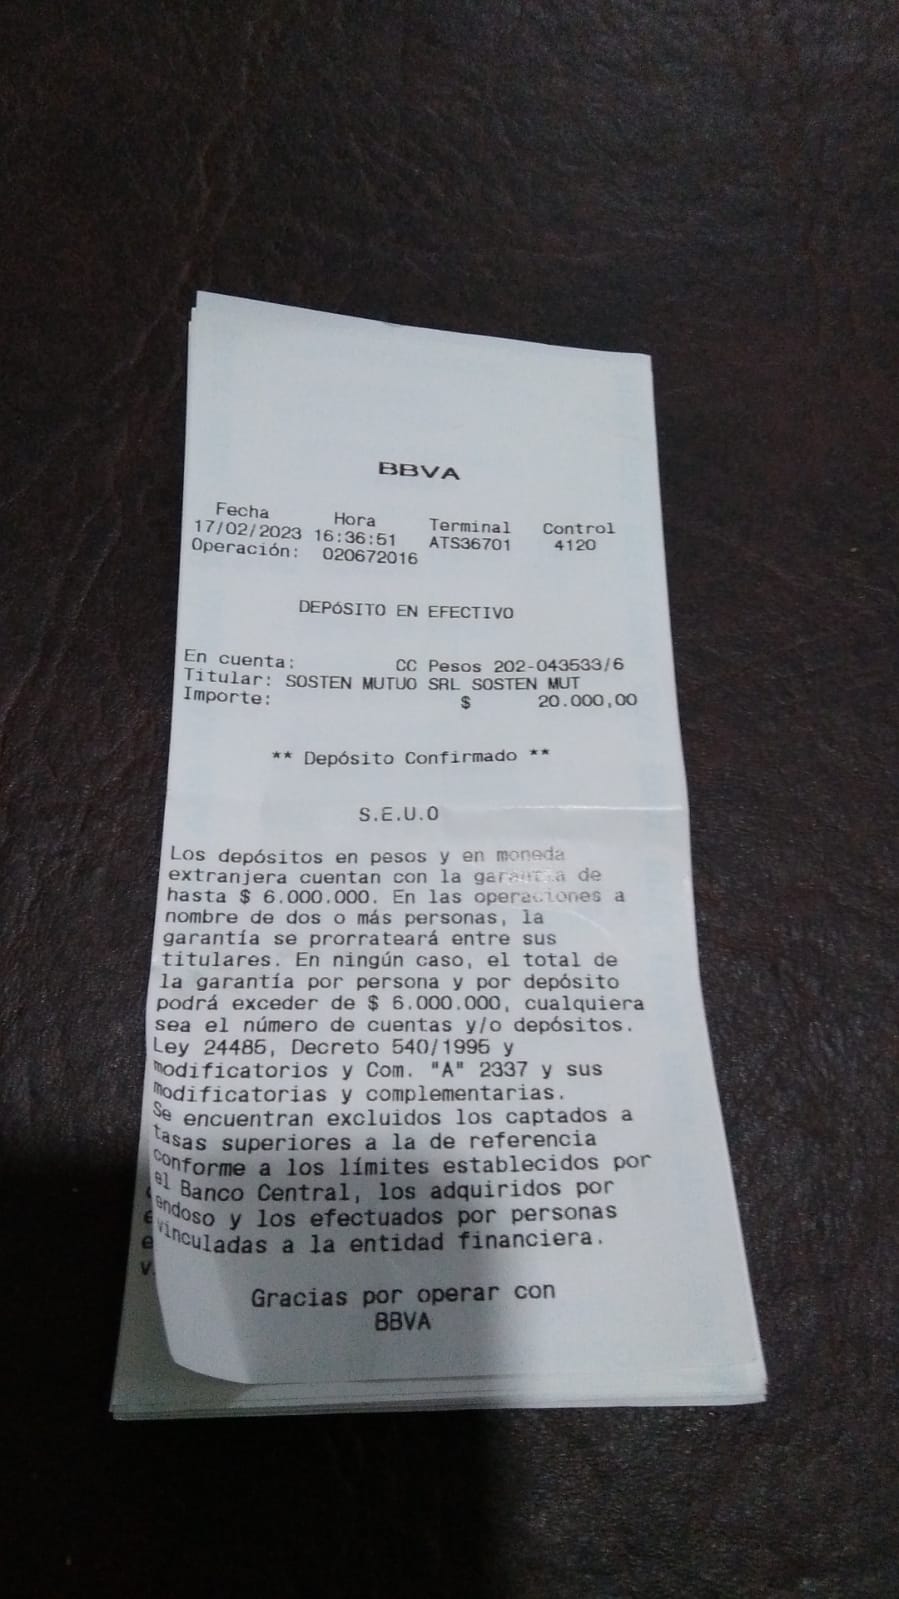 BBVA
Fecha Hora Terminal Control
17/02/2023 16:36:51 ATS36701 4120
Operación: 020672016
DEPóSITO EN EFECTIVO
En cuenta: CC Pesos 202-043533/6
Titular: SOSTEN MUTUO SRL SOSTEN MUT
Importe: $ 20.000,00
** Depósito Confirmado **
S.E.U.O
Los depósitos en pesos y en moneda
extranjera cuentan con la garantía de
hasta $ 6.000.000. En las operaciones a
nombre de dos o más personas, la
garantía se prorrateará entre sus
titulares. En ningún caso, el total de
la garantía por persona y por depósito
podrá exceder de $ 6.000.000, cualquiera
sea el número de cuentas y/o depósitos.
Ley 24485, Decreto 540/1995 y
modificatorios y Com. "A" 2337 y sus
modificatorias y complementarias.
Se encuentran excluidos los captados a
tasas superiores a la de referencia
conforme a los límites establecidos por
el Banco Central, los adquiridos por
endoso y los efectuados por personas
vinculadas a la entidad financiera.
Gracias por operar con
BBVA